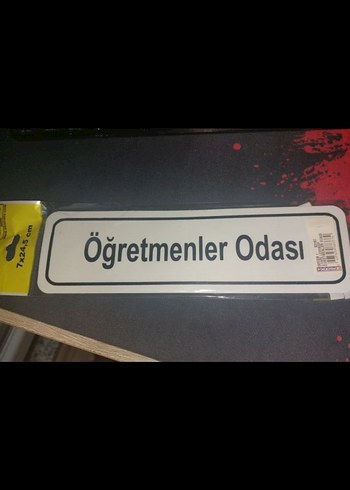 Öğretmenler Odası
7x24,5 cm